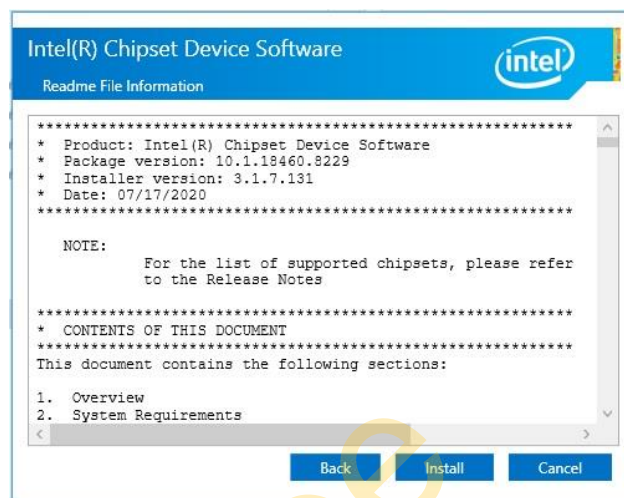 Intel(R) Chipset Device Software
intel
Readme File Information
************************************************************
* Product: Intel(R) Chipset Device Software
* Package version: 10.1.18460.8229
* Installer version: 3.1.7.131
* Date: 07/17/2020
************************************************************
NOTE:
For the list of supported chipsets, please refer
to the Release Notes
************************************************************
* CONTENTS OF THIS DOCUMENT
************************************************************
This document contains the following sections:
1. Overview
2. System Requirements
Back Install Cancel